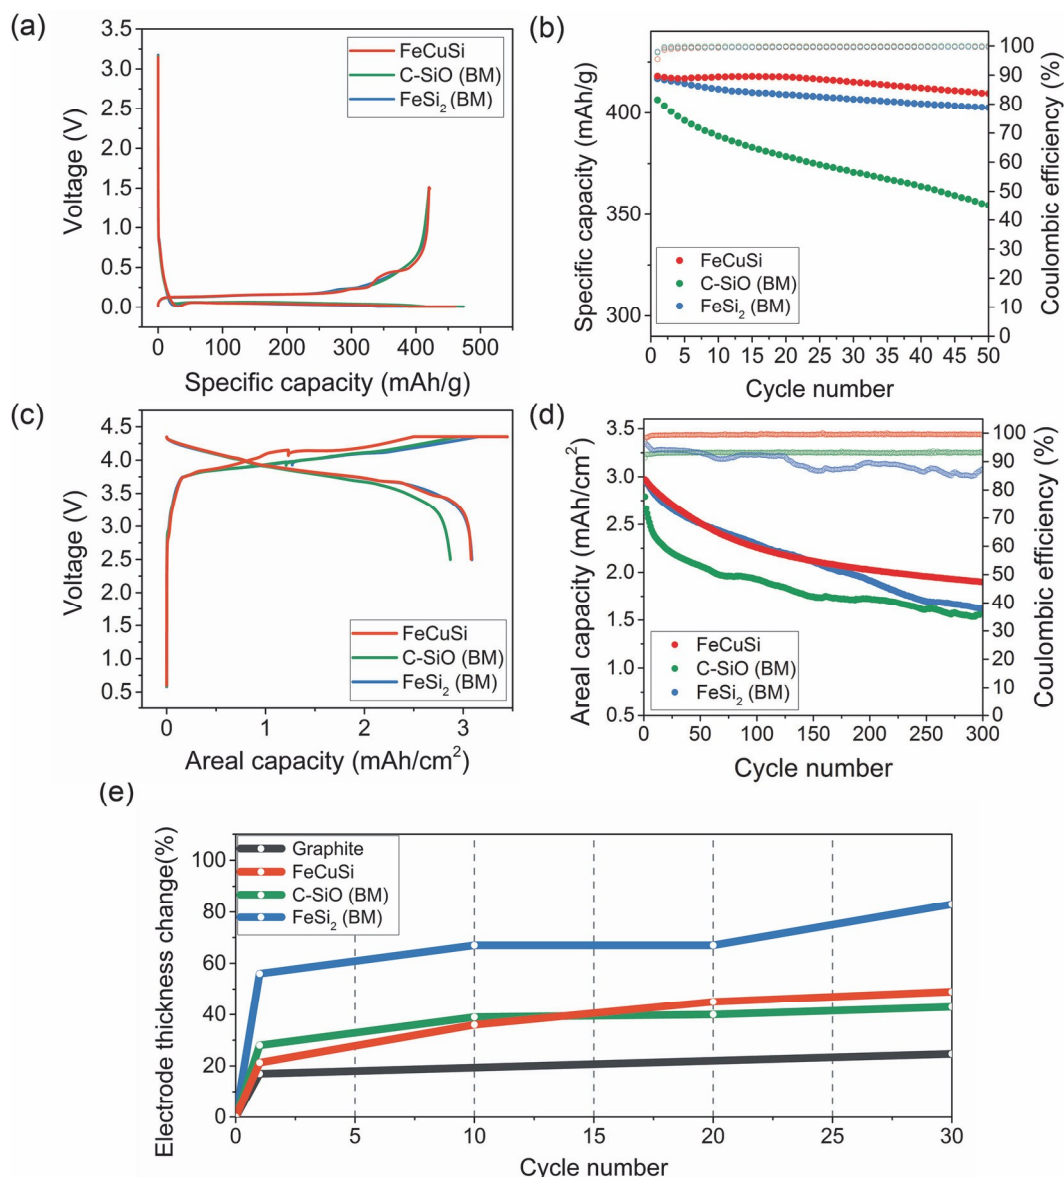 (a)
3.5
3.0
2.5
2.0
1.5
1.0
0.5
0.0
Voltage (V)
FeCuSi
C-SiO (BM)
FeSi₂ (BM)
0 100 200 300 400 500
Specific capacity (mAh/g)
(b)
400
350
300
Specific capacity (mAh/g)
FeCuSi
C-SiO (BM)
FeSi₂ (BM)
100
90
80
70
60
50
40
30
20
10
0
Coulombic efficiency (%)
0 5 10 15 20 25 30 35 40 45 50
Cycle number
(c)
4.5
4.0
3.5
3.0
2.5
2.0
1.5
1.0
0.5
Voltage (V)
FeCuSi
C-SiO (BM)
FeSi₂ (BM)
0 1 2 3
Areal capacity (mAh/cm²)
(d)
3.5
3.0
2.5
2.0
1.5
1.0
0.5
Areal capacity (mAh/cm²)
FeCuSi
C-SiO (BM)
FeSi₂ (BM)
100
90
80
70
60
50
40
30
20
10
0
Coulombic efficiency (%)
0 50 100 150 200 250 300
Cycle number
(e)
100
80
60
40
20
0
Electrode thickness change(%)
Graphite
FeCuSi
C-SiO (BM)
FeSi₂ (BM)
0 5 10 15 20 25 30
Cycle number